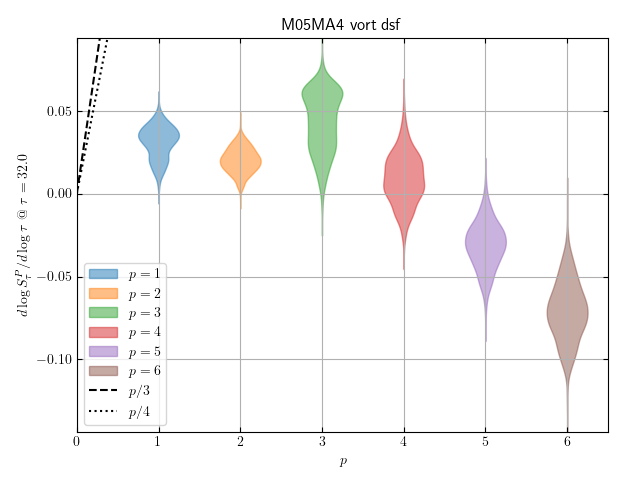 M05MA4 vort dsf
d log S_τ^P / d log τ @ τ = 32.0
0.05
0.00
−0.05
−0.10
p = 1
p = 2
p = 3
p = 4
p = 5
p = 6
p/3
p/4
0 1 2 3 4 5 6
p